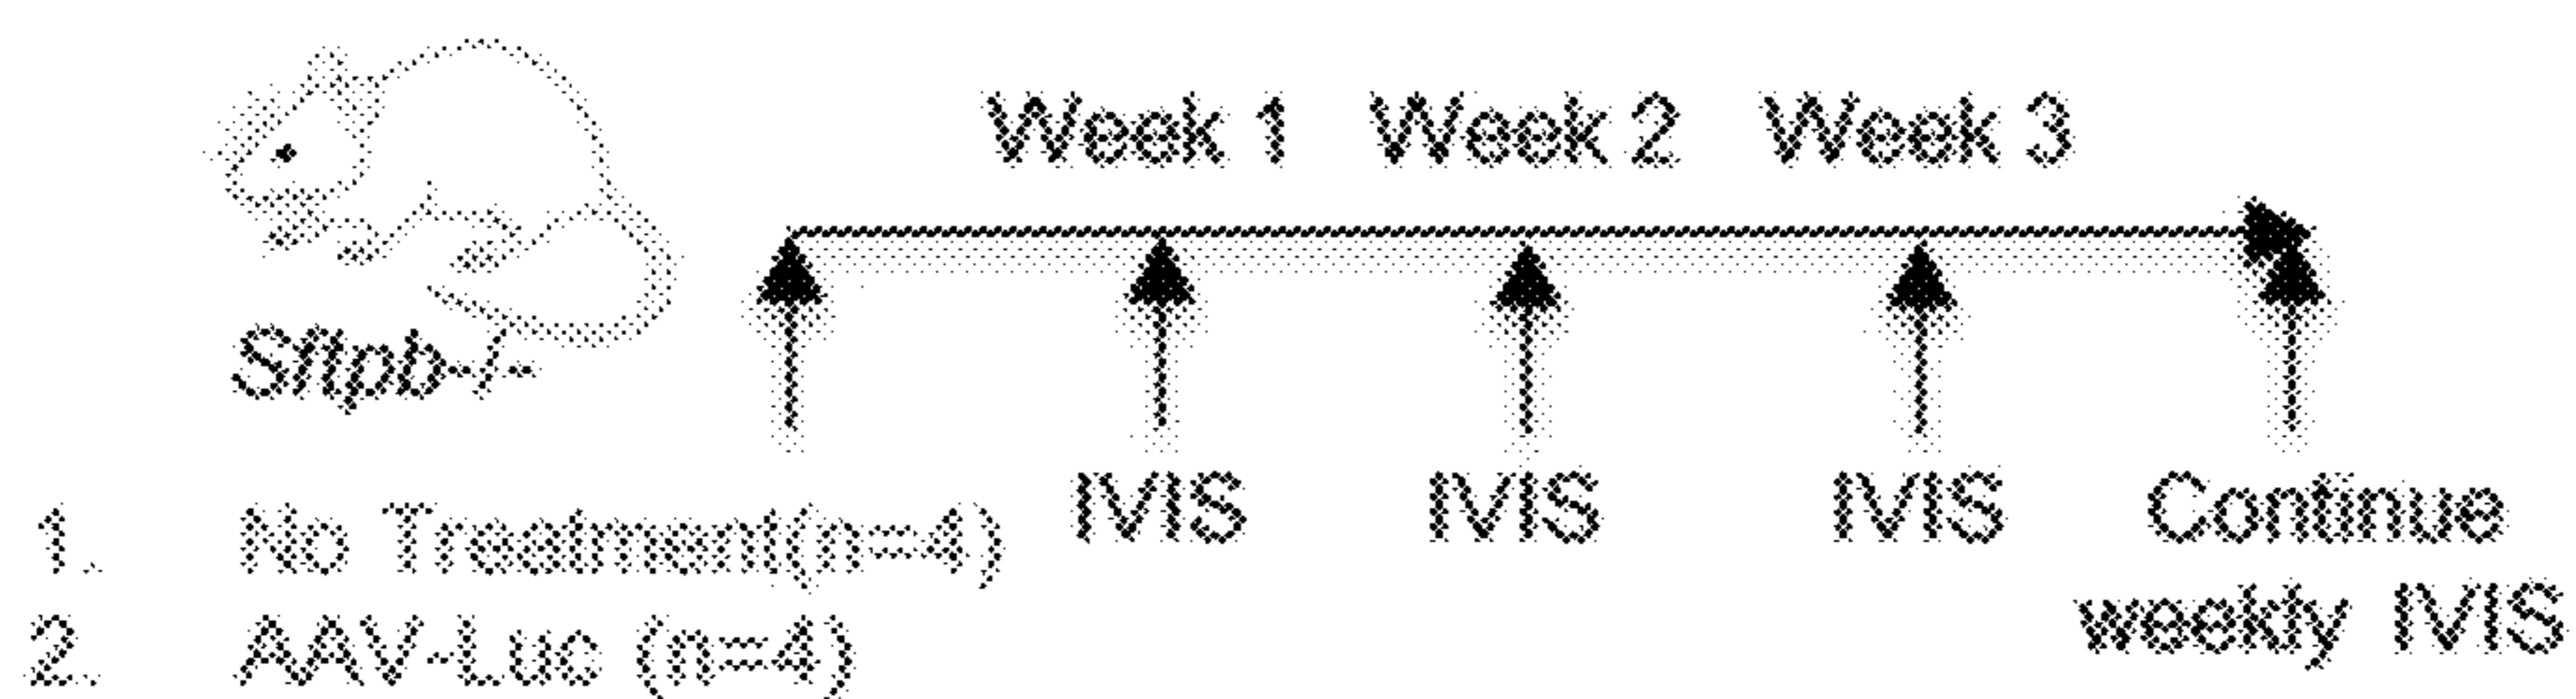 Week 1 Week 2 Week 3
Sftpb-/-
IVIS IVIS IVIS Continue
weekly IVIS
1. No Treatment(n=4)
2. AAV-Luc (n=4)